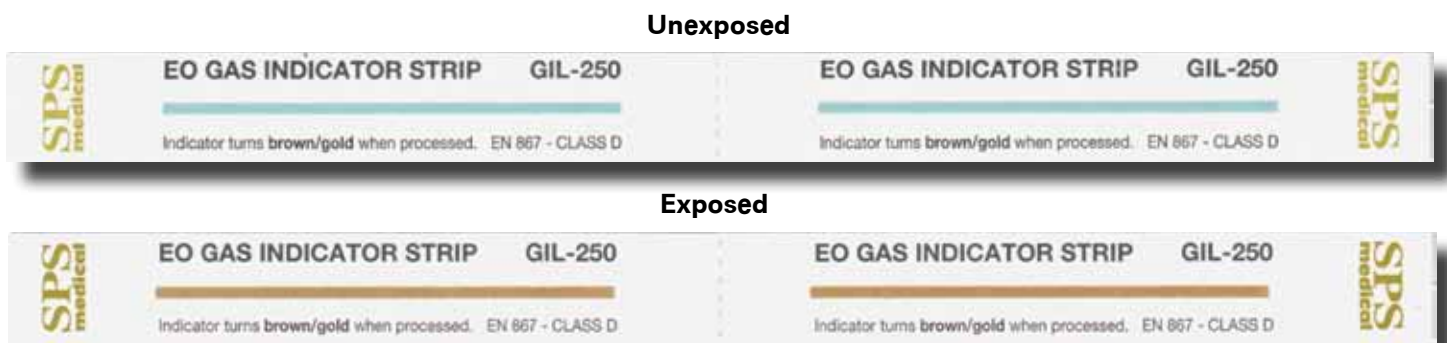 Unexposed
SPS medical
EO GAS INDICATOR STRIP GIL-250
Indicator turns brown/gold when processed. EN 867 - CLASS D
EO GAS INDICATOR STRIP GIL-250
Indicator turns brown/gold when processed. EN 867 - CLASS D
SPS medical
Exposed
SPS medical
EO GAS INDICATOR STRIP GIL-250
Indicator turns brown/gold when processed. EN 867 - CLASS D
EO GAS INDICATOR STRIP GIL-250
Indicator turns brown/gold when processed. EN 867 - CLASS D
SPS medical